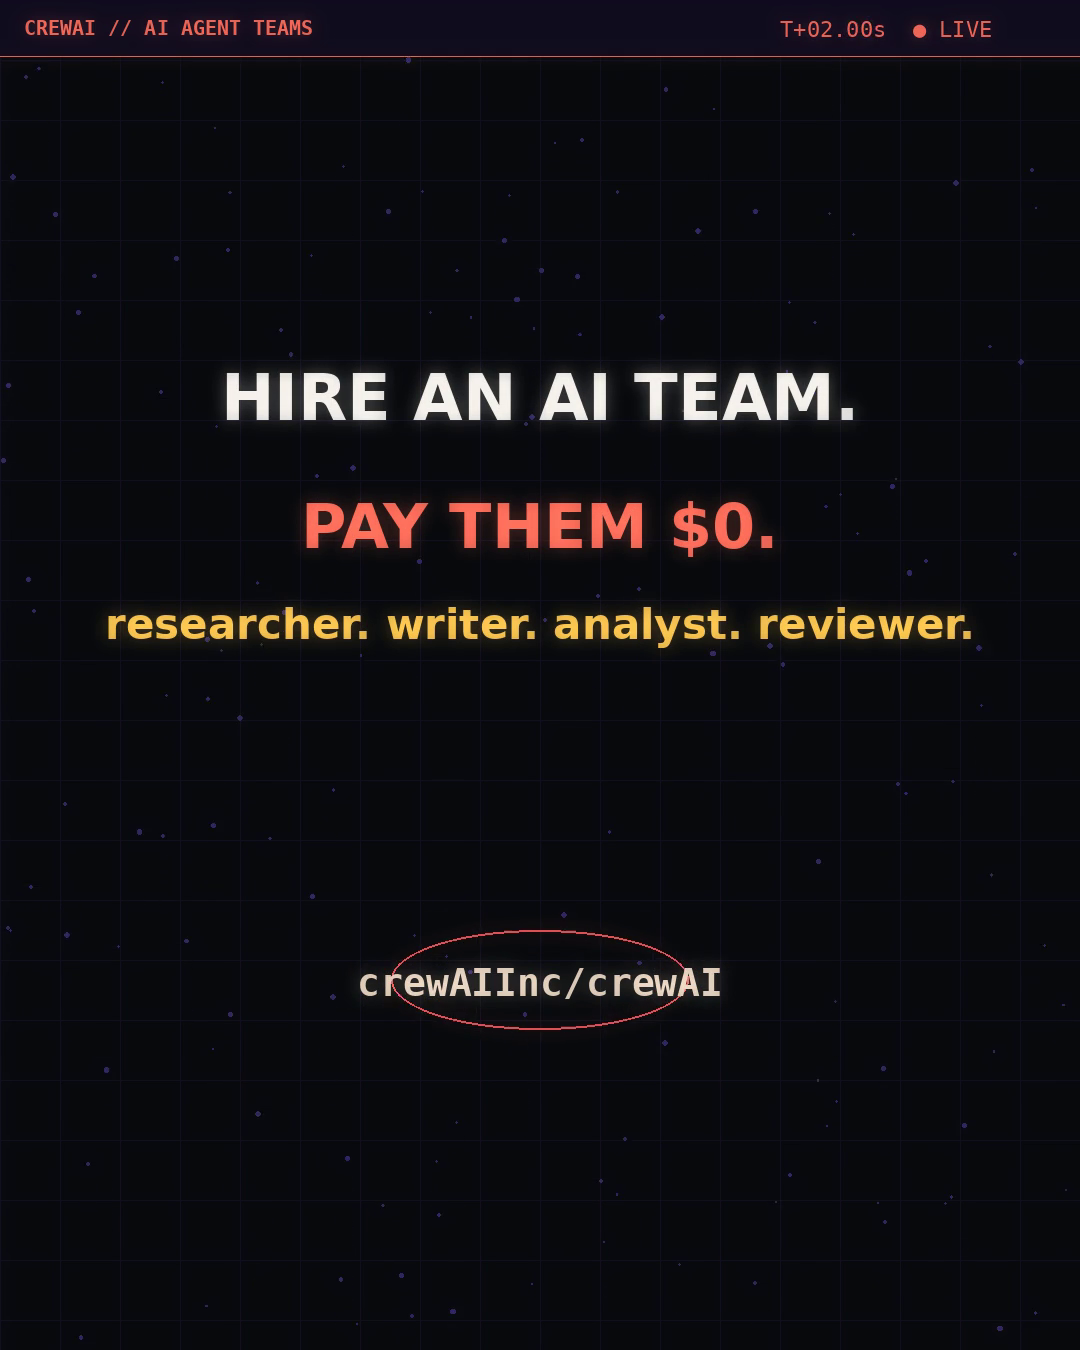 CREWAI // AI AGENT TEAMS
T+02.00s ● LIVE
HIRE AN AI TEAM.
PAY THEM $0.
researcher. writer. analyst. reviewer.
crewAIInc/crewAI